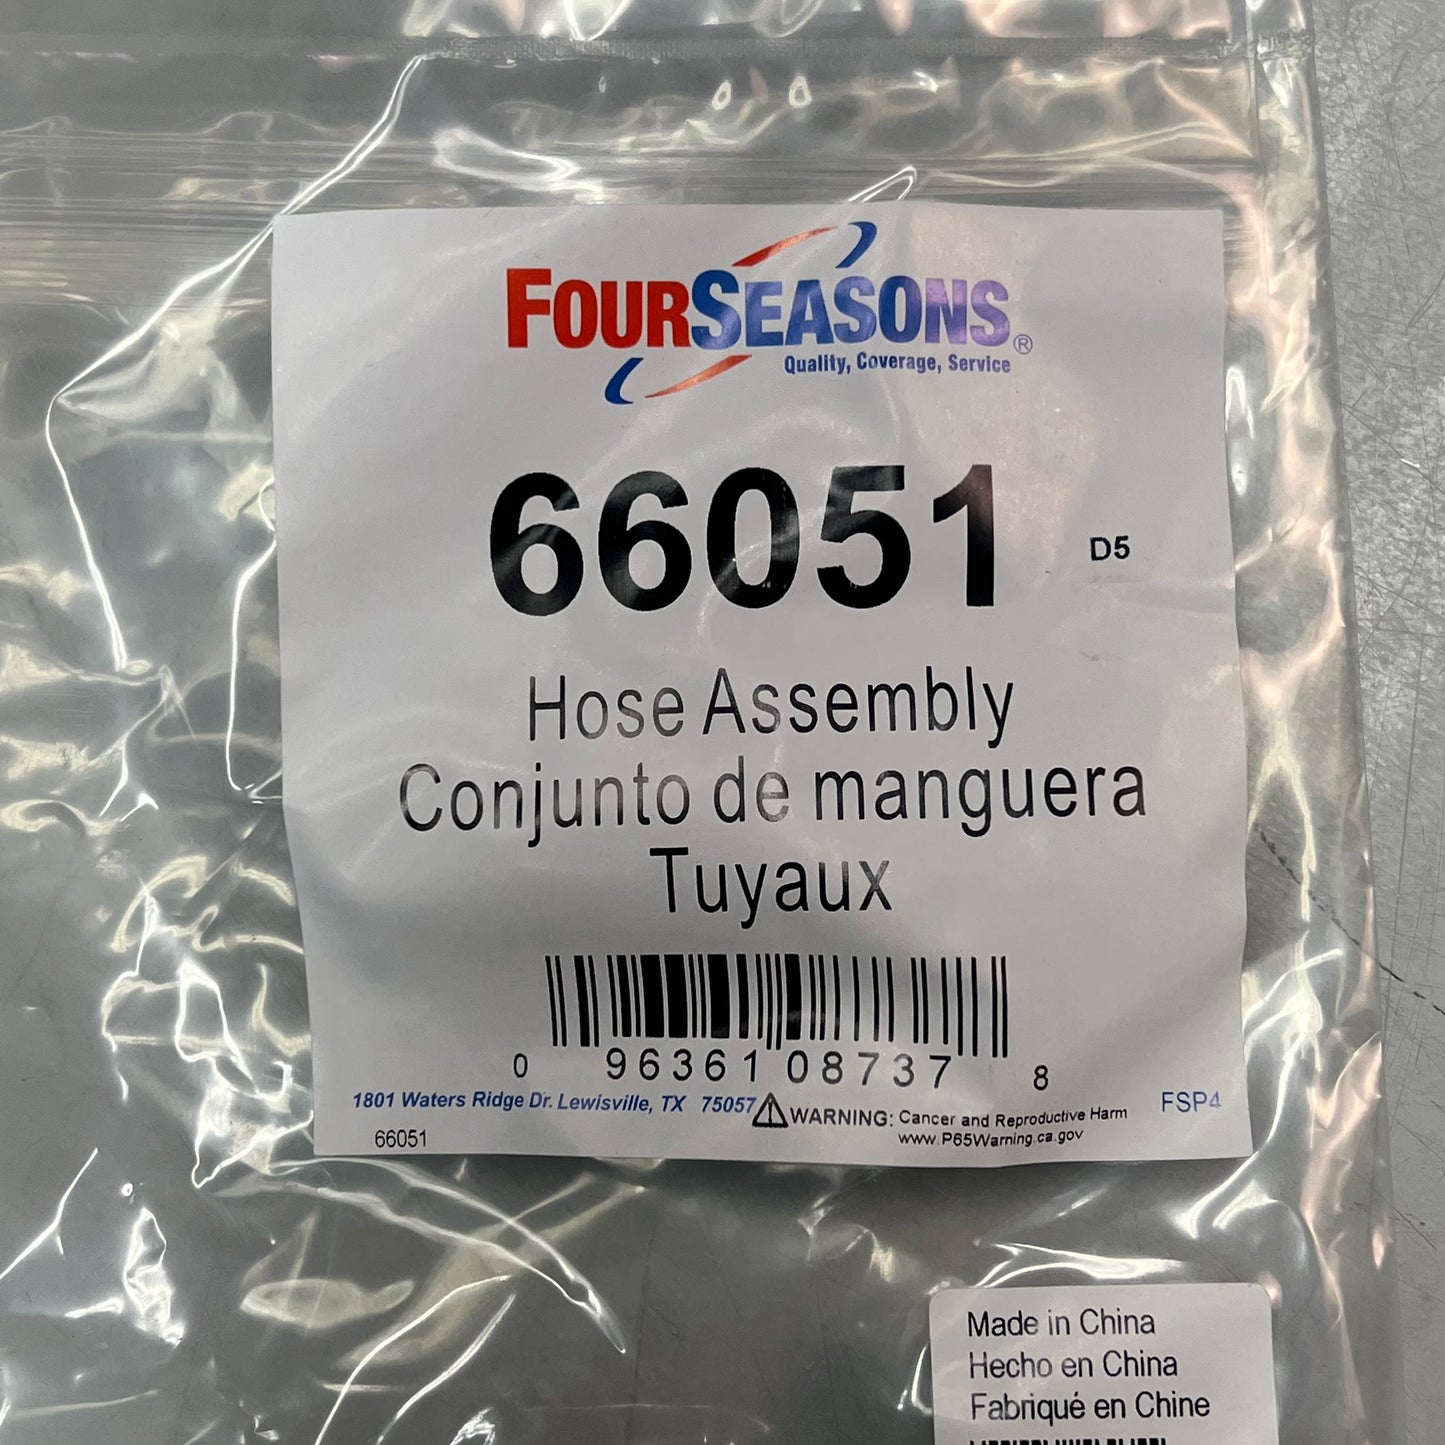 FOURSEASONS®
Quality, Coverage, Service
66051 D5
Hose Assembly
Conjunto de manguera
Tuyaux
0 96361 08737 8
1801 Waters Ridge Dr. Lewisville, TX 75057 ⚠ WARNING: Cancer and Reproductive Harm FSP4
66051 www.P65Warning.ca.gov
Made in China
Hecho en China
Fabriqué en Chine